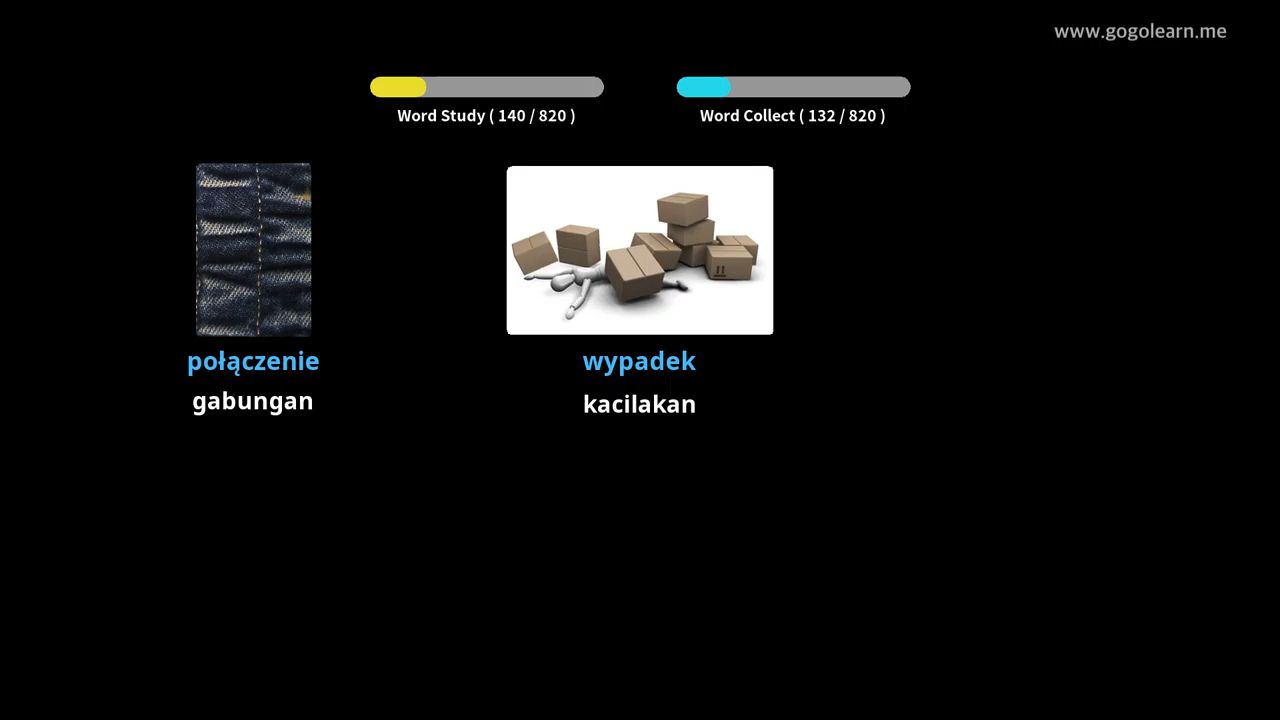 www.gogolearn.me
Word Study ( 140 / 820 )
Word Collect ( 132 / 820 )
połączenie
gabungan
wypadek
kacilakan